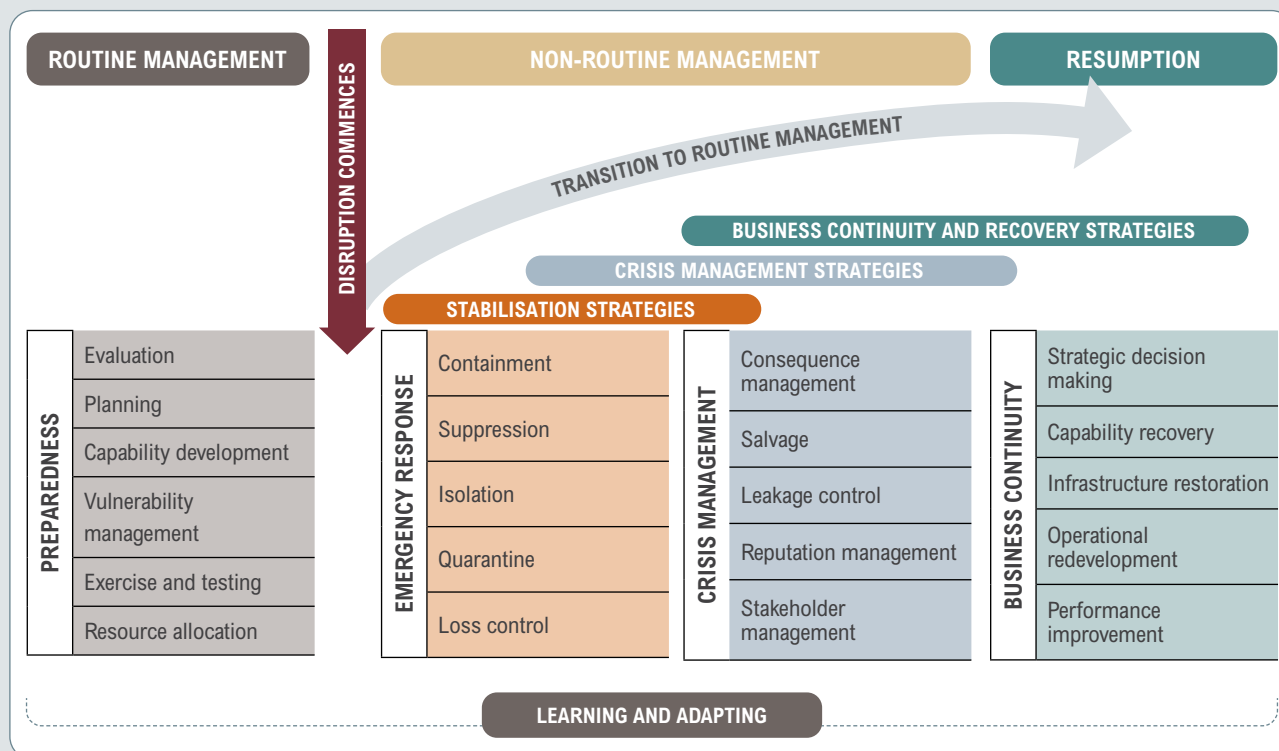 ROUTINE MANAGEMENT
DISRUPTION COMMENCES
NON-ROUTINE MANAGEMENT
RESUMPTION
TRANSITION TO ROUTINE MANAGEMENT
BUSINESS CONTINUITY AND RECOVERY STRATEGIES
CRISIS MANAGEMENT STRATEGIES
STABILISATION STRATEGIES
PREPAREDNESS
Evaluation
Planning
Capability development
Vulnerability
management
Exercise and testing
Resource allocation
EMERGENCY RESPONSE
Containment
Suppression
Isolation
Quarantine
Loss control
CRISIS MANAGEMENT
Consequence
management
Salvage
Leakage control
Reputation management
Stakeholder
management
BUSINESS CONTINUITY
Strategic decision
making
Capability recovery
Infrastructure restoration
Operational
redevelopment
Performance
improvement
LEARNING AND ADAPTING